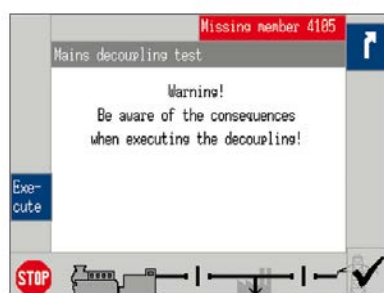 Missing member 4105
Mains decoupling test
Warning!
Be aware of the consequences
when executing the decoupling!
Exe-
cute
STOP